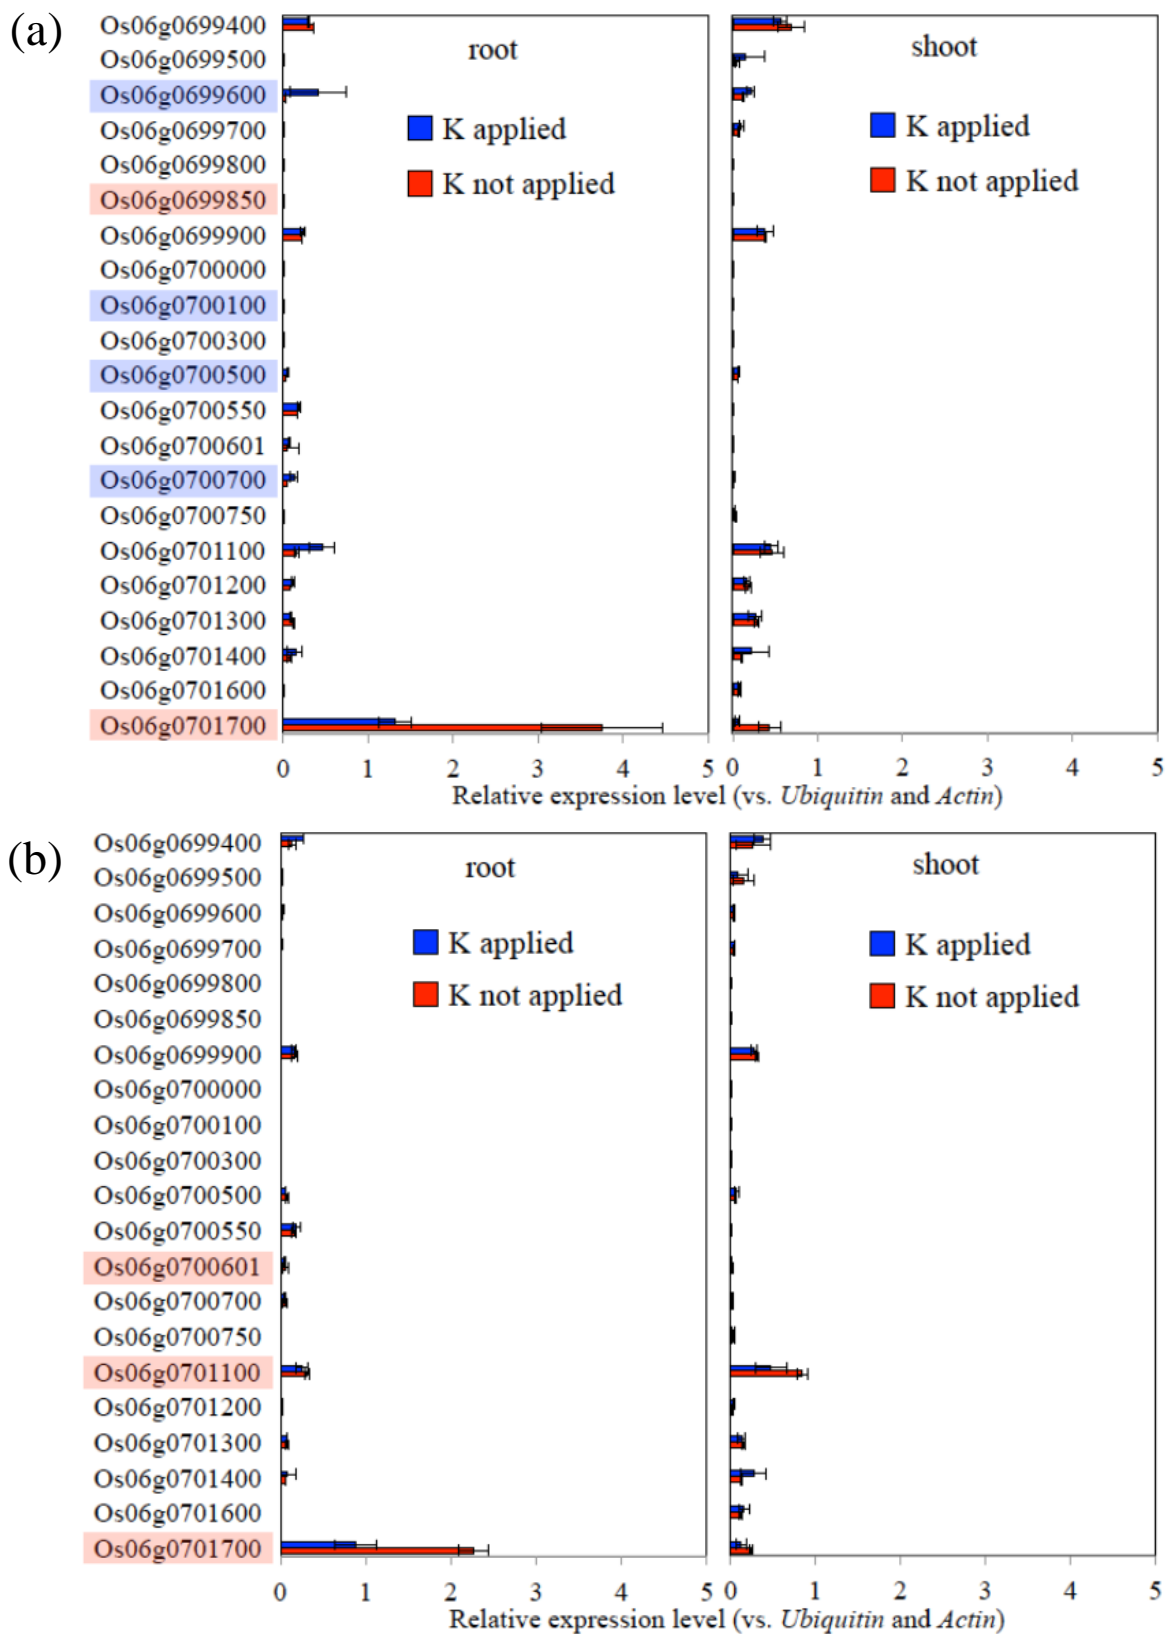 (a)
Os06g0699400
Os06g0699500
Os06g0699600
Os06g0699700
Os06g0699800
Os06g0699850
Os06g0699900
Os06g0700000
Os06g0700100
Os06g0700300
Os06g0700500
Os06g0700550
Os06g0700601
Os06g0700700
Os06g0700750
Os06g0701100
Os06g0701200
Os06g0701300
Os06g0701400
Os06g0701600
Os06g0701700
root
K applied
K not applied
0 1 2 3 4 5
shoot
K applied
K not applied
0 1 2 3 4 5
Relative expression level (vs. Ubiquitin and Actin)
(b)
Os06g0699400
Os06g0699500
Os06g0699600
Os06g0699700
Os06g0699800
Os06g0699850
Os06g0699900
Os06g0700000
Os06g0700100
Os06g0700300
Os06g0700500
Os06g0700550
Os06g0700601
Os06g0700700
Os06g0700750
Os06g0701100
Os06g0701200
Os06g0701300
Os06g0701400
Os06g0701600
Os06g0701700
root
K applied
K not applied
0 1 2 3 4 5
shoot
K applied
K not applied
0 1 2 3 4 5
Relative expression level (vs. Ubiquitin and Actin)